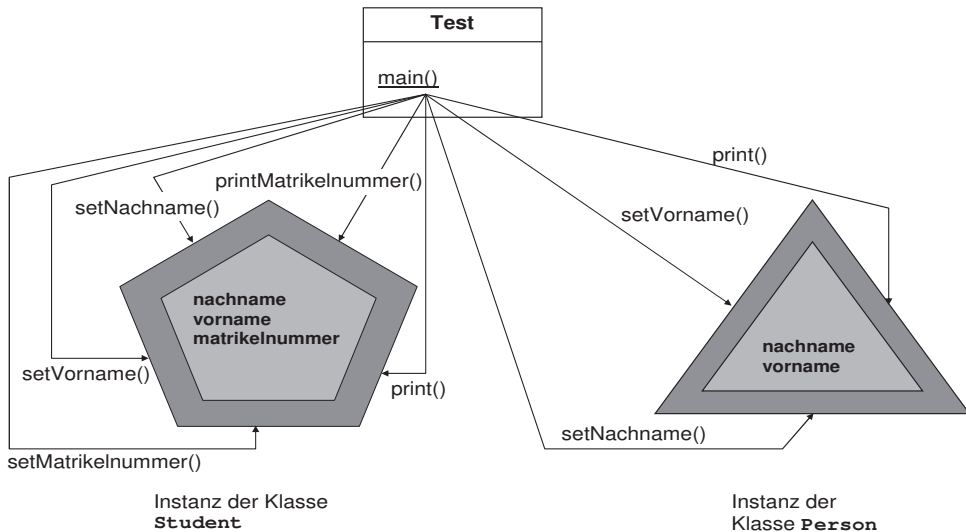 Test
main()
print()
printMatrikelnummer()
setNachname()
setVorname()
nachname
vorname
matrikelnummer
nachname
vorname
setVorname()
print()
setNachname()
setMatrikelnummer()
Instanz der Klasse
Student
Instanz der
Klasse Person